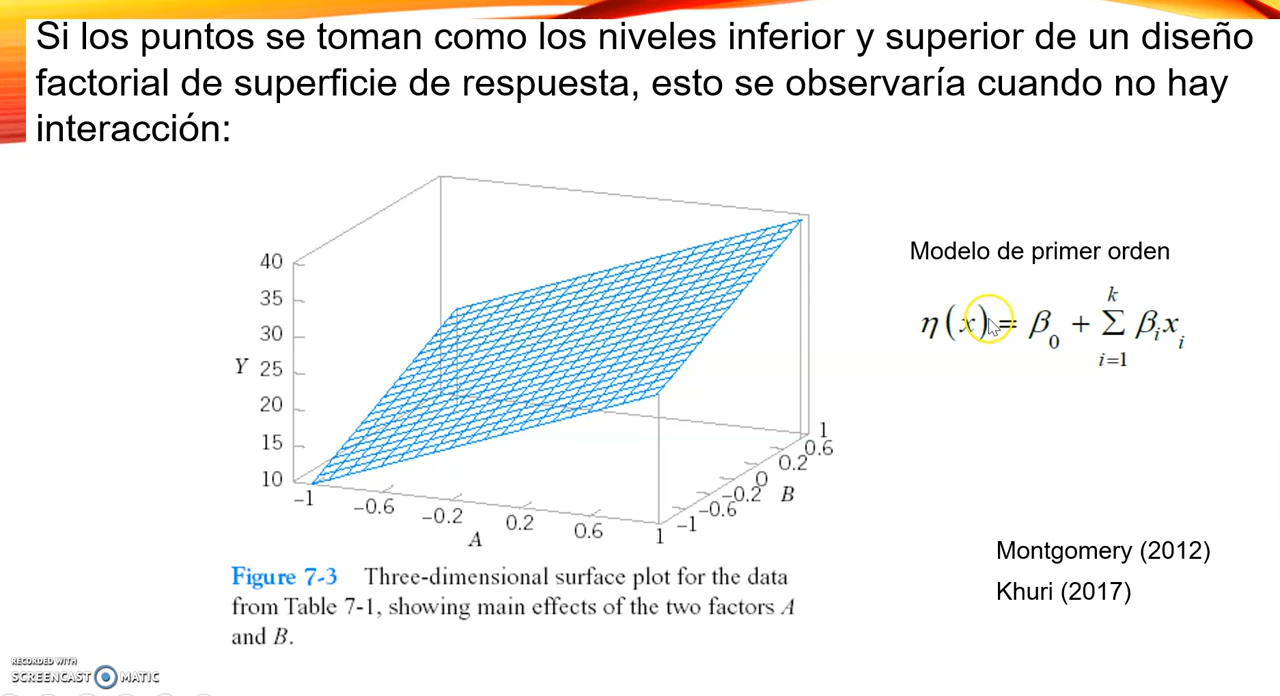 Si los puntos se toman como los niveles inferior y superior de un diseño
factorial de superficie de respuesta, esto se observaría cuando no hay
interacción:
40
35
30
Y 25
20
15
10
−1
−0.6
−0.2
0.2
0.6
1
A
−1
−0.6
−0.2
0
0.2
0.6
1
B
Figure 7-3 Three-dimensional surface plot for the data
from Table 7-1, showing main effects of the two factors A
and B.
Modelo de primer orden
η(x) = β₀ + Σ βᵢxᵢ
k
i=1
Montgomery (2012)
Khuri (2017)
RECORDED WITH
SCREENCAST MATIC